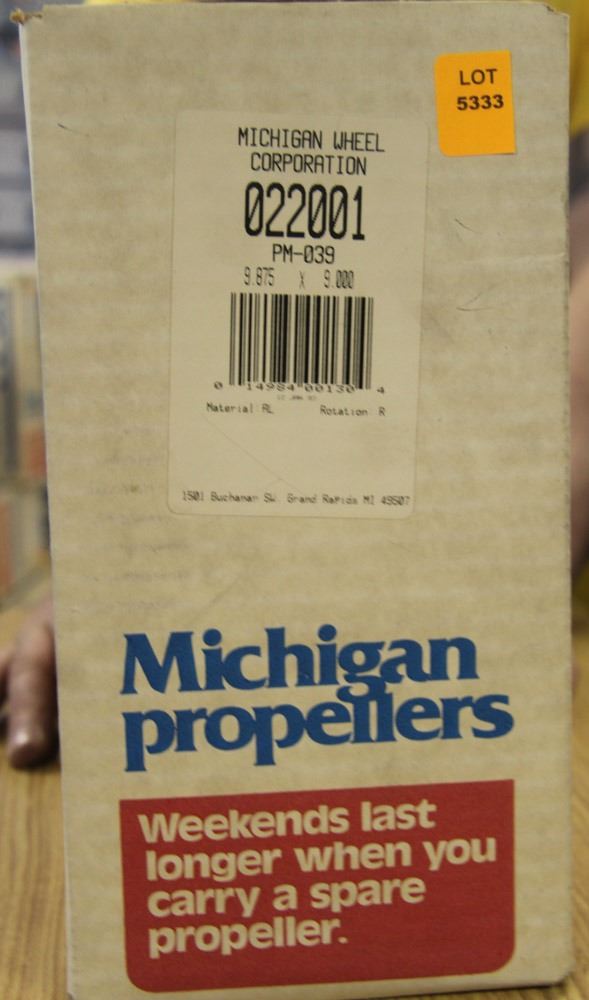 LOT
5333
MICHIGAN WHEEL
CORPORATION
022001
PM-039
9.875 X 9.000
0 14984 00130 4
Material AL Rotation R
1501 Buchanan SW. Grand Rapids MI 49507
Michigan
propellers
Weekends last
longer when you
carry a spare
propeller.